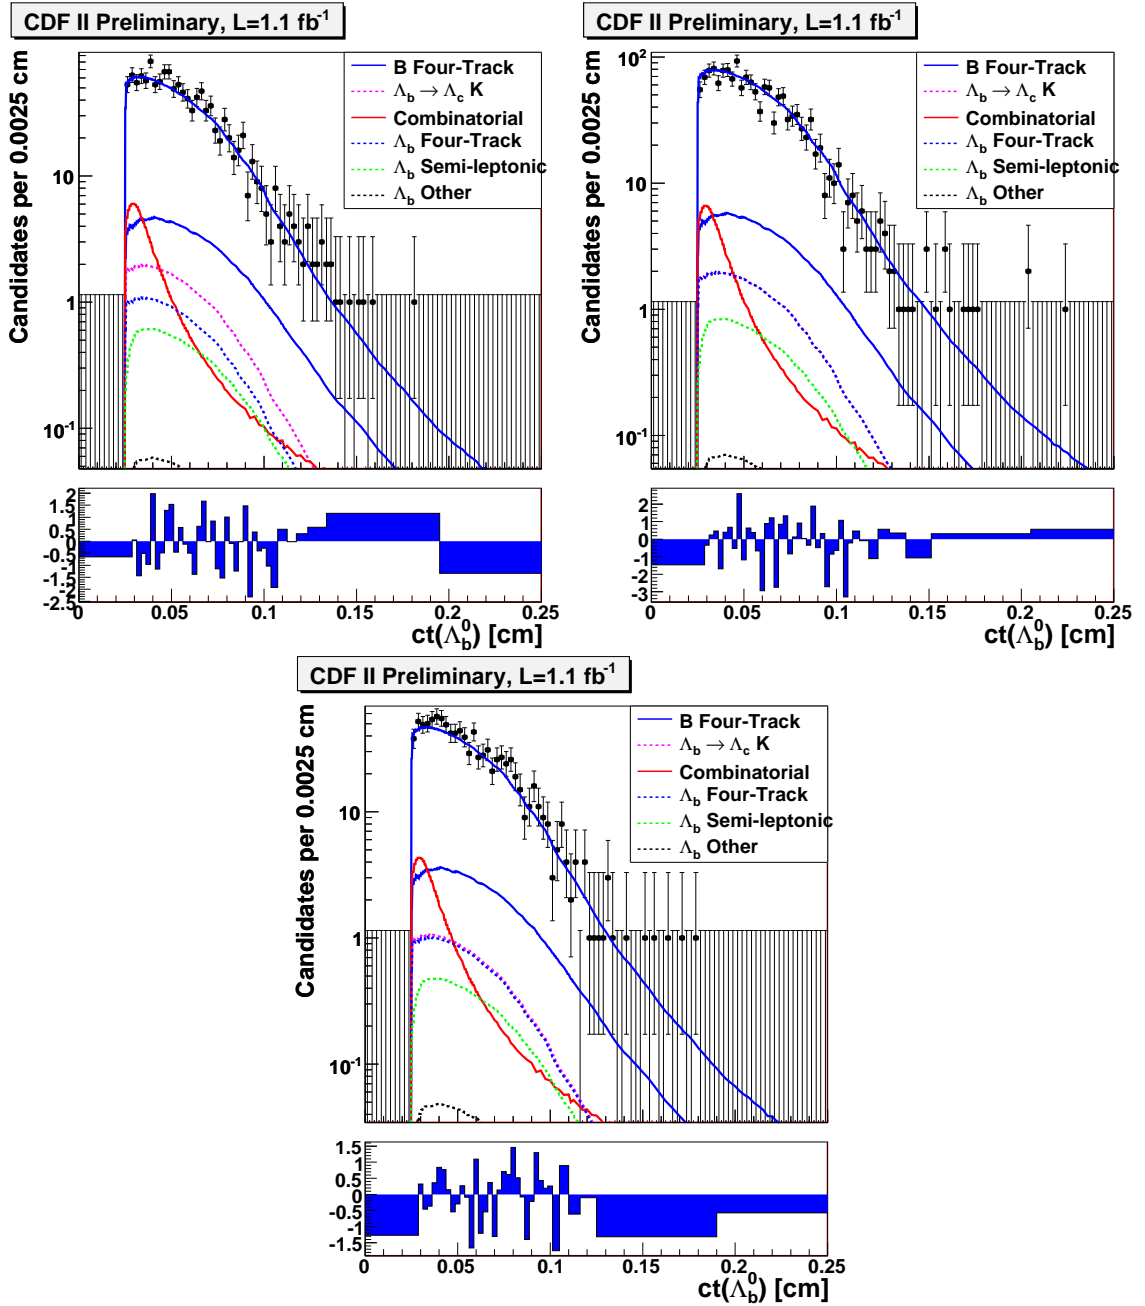 CDF II Preliminary, L=1.1 fb⁻¹
Candidates per 0.0025 cm
10
1
10⁻¹
B Four-Track
Λb → Λc K
Combinatorial
Λb Four-Track
Λb Semi-leptonic
Λb Other
2
1.5
1
0.5
0
-0.5
-1
-1.5
-2
-2.5
0 0.05 0.1 0.15 0.2 0.25
ct(Λb⁰) [cm]
CDF II Preliminary, L=1.1 fb⁻¹
Candidates per 0.0025 cm
10²
10
1
10⁻¹
B Four-Track
Λb → Λc K
Combinatorial
Λb Four-Track
Λb Semi-leptonic
Λb Other
2
1
0
-1
-2
-3
0 0.05 0.1 0.15 0.2 0.25
ct(Λb⁰) [cm]
CDF II Preliminary, L=1.1 fb⁻¹
Candidates per 0.0025 cm
10
1
10⁻¹
B Four-Track
Λb → Λc K
Combinatorial
Λb Four-Track
Λb Semi-leptonic
Λb Other
1.5
1
0.5
0
-0.5
-1
-1.5
0 0.05 0.1 0.15 0.2 0.25
ct(Λb⁰) [cm]